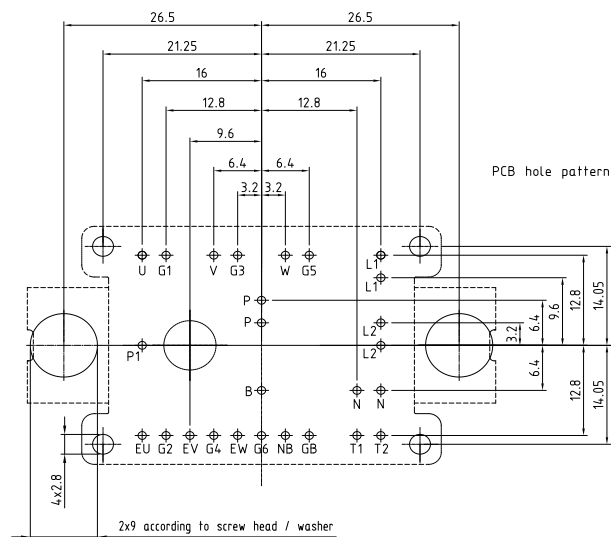 26.5 26.5
21.25 21.25
16 16
12.8 12.8
9.6
6.4 6.4
PCB hole pattern
3.2 3.2
U G1 V G3 W G5 L1
L1
P
P L2
P1 L2
B N N
EU G2 EV G4 EW G6 NB GB T1 T2
3.2 6.4 9.6 12.8 14.05
6.4 12.8 14.05
4x2.8
2x9 according to screw head / washer